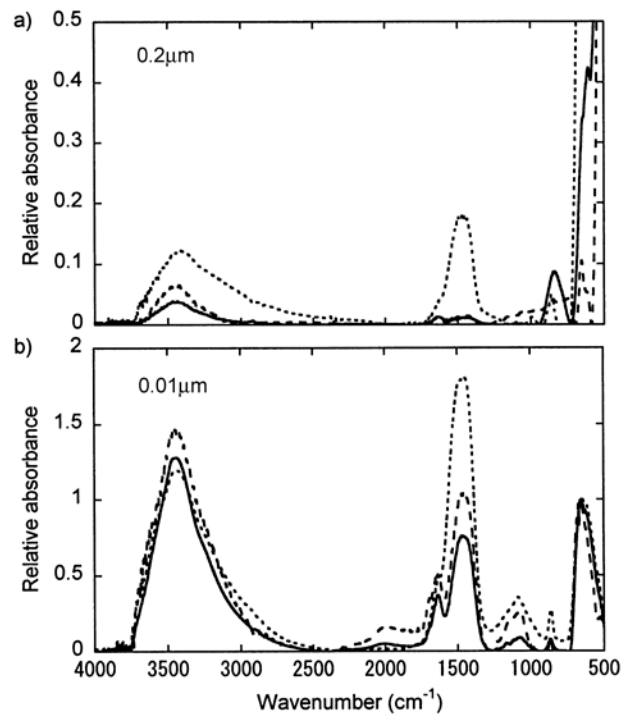 a)
0.5
0.2μm
0.4
0.3
0.2
0.1
0
Relative absorbance
b)
2
0.01μm
1.5
1
0.5
0
Relative absorbance
4000 3500 3000 2500 2000 1500 1000 500
Wavenumber (cm⁻¹)